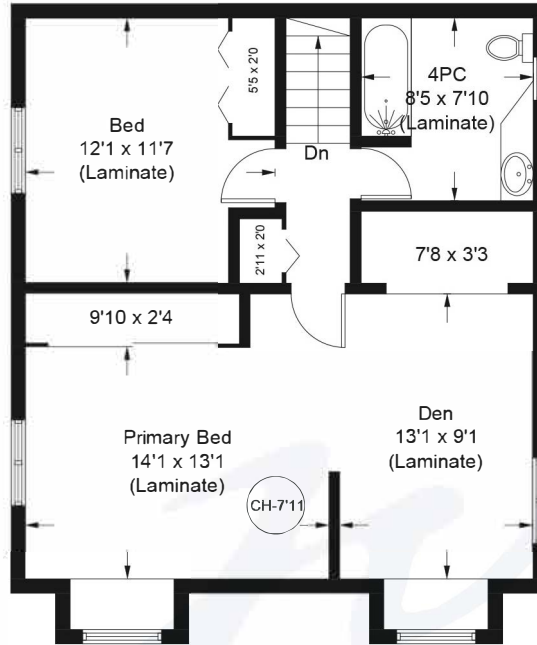 Bed
12'1 x 11'7
(Laminate)
5'5 x 2'0
Dn
4PC
8'5 x 7'10
(Laminate)
2'11 x 2'0
7'8 x 3'3
9'10 x 2'4
Primary Bed
14'1 x 13'1
(Laminate)
CH-7'11
Den
13'1 x 9'1
(Laminate)